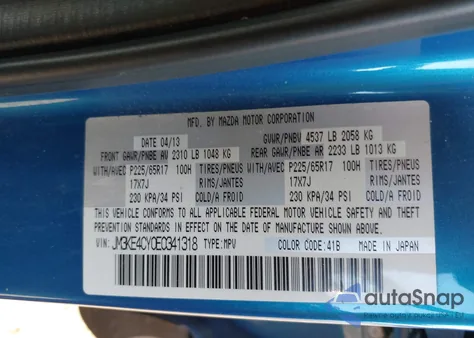 MFD. BY MAZDA MOTOR CORPORATION
DATE 04/13 GVWR/PNBV 4537 LB 2058 KG
FRONT GAWR/PNBE AV 2310 LB 1048 KG REAR GAWR/PNBE AR 2233 LB 1013 KG
WITH/AVEC P225/65R17 100H TIRES/PNEUS WITH/AVEC P225/65R17 100H TIRES/PNEUS
17X7J RIMS/JANTES 17X7J RIMS/JANTES
230 KPA/34 PSI COLD/A FROID 230 KPA/34 PSI COLD/A FROID
THIS VEHICLE CONFORMS TO ALL APPLICABLE FEDERAL MOTOR VEHICLE SAFETY AND
THEFT PREVENTION STANDARDS IN EFFECT ON THE DATE OF MANUFACTURE SHOWN ABOVE.
VIN: JM3KE4CY0E0341318 TYPE: MPV COLOR CODE: 41B MADE IN JAPAN
autoSnap